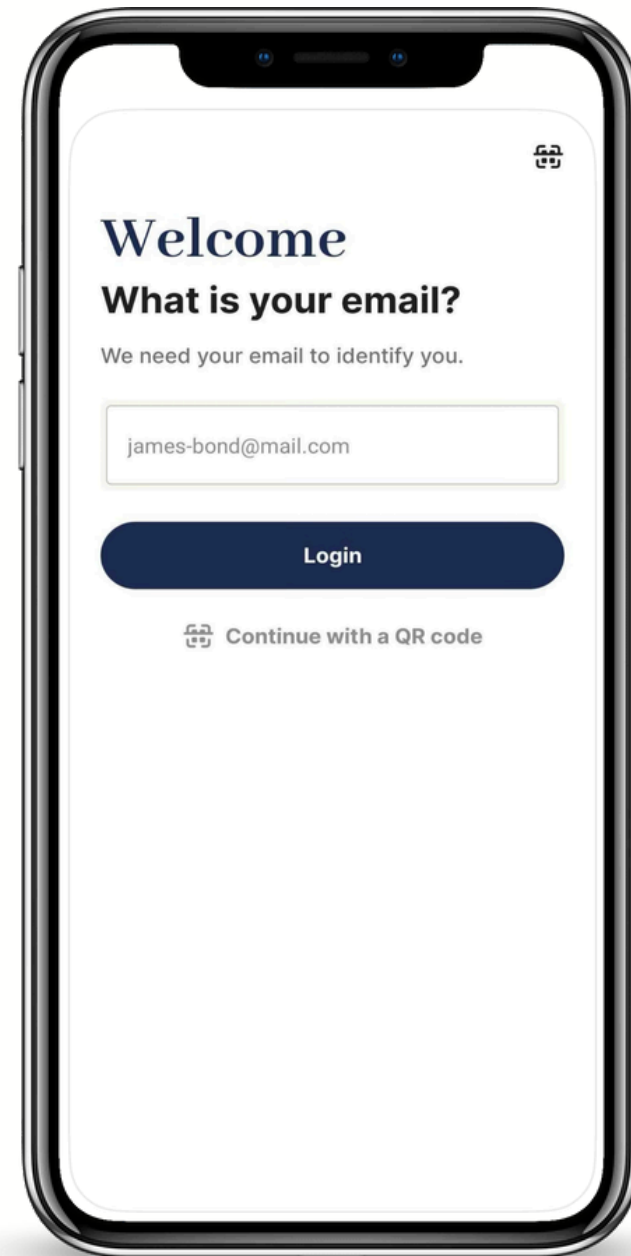 Welcome
What is your email?
We need your email to identify you.
james-bond@mail.com
Login
Continue with a QR code